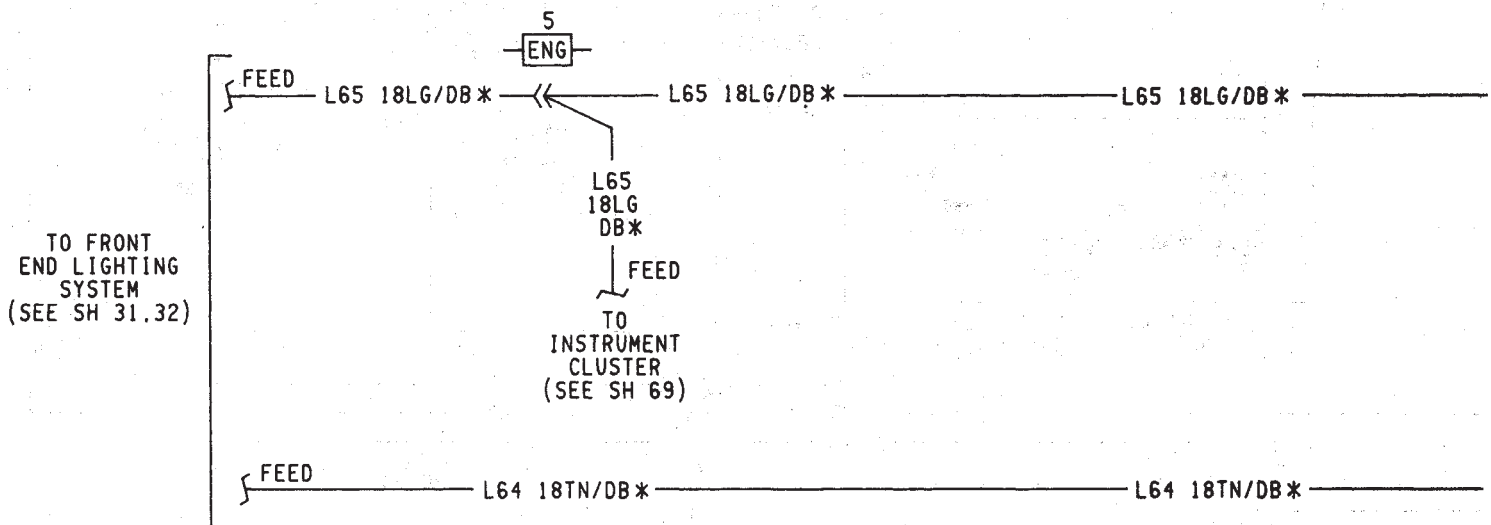 5
ENG
FEED
L65 18LG/DB* L65 18LG/DB* L65 18LG/DB*
L65
18LG
DB*
FEED
TO FRONT
END LIGHTING
SYSTEM
(SEE SH 31,32)
TO
INSTRUMENT
CLUSTER
(SEE SH 69)
FEED
L64 18TN/DB* L64 18TN/DB*